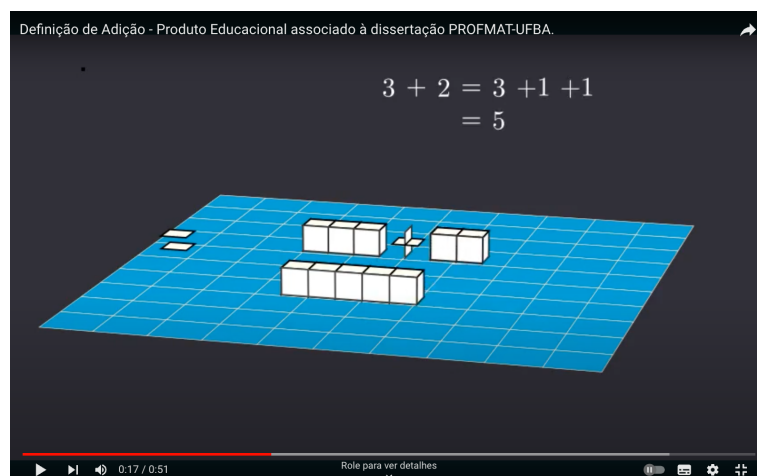 Definição de Adição - Produto Educacional associado à dissertação PROFMAT-UFBA.
3 + 2 = 3 +1 +1
= 5
0:17 / 0:51
Role para ver detalhes